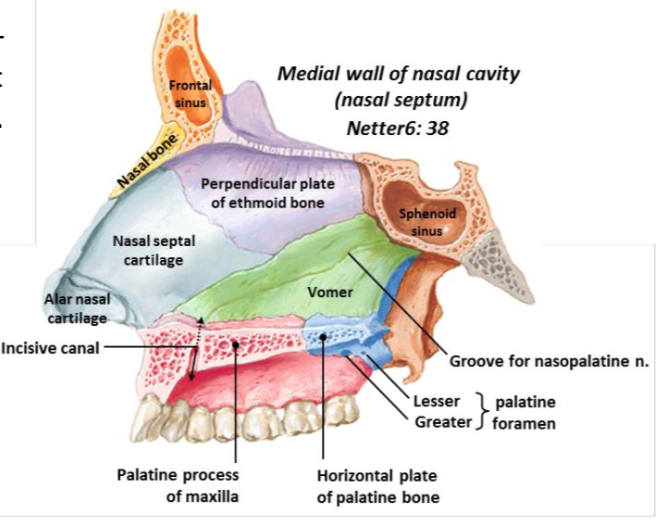 Medial wall of nasal cavity
(nasal septum)
Netter6: 38
Frontal
sinus
Nasal bone
Perpendicular plate
of ethmoid bone
Sphenoid
sinus
Nasal septal
cartilage
Vomer
Alar nasal
cartilage
Incisive canal
Groove for nasopalatine n.
Lesser
Greater
palatine
foramen
Palatine process
of maxilla
Horizontal plate
of palatine bone